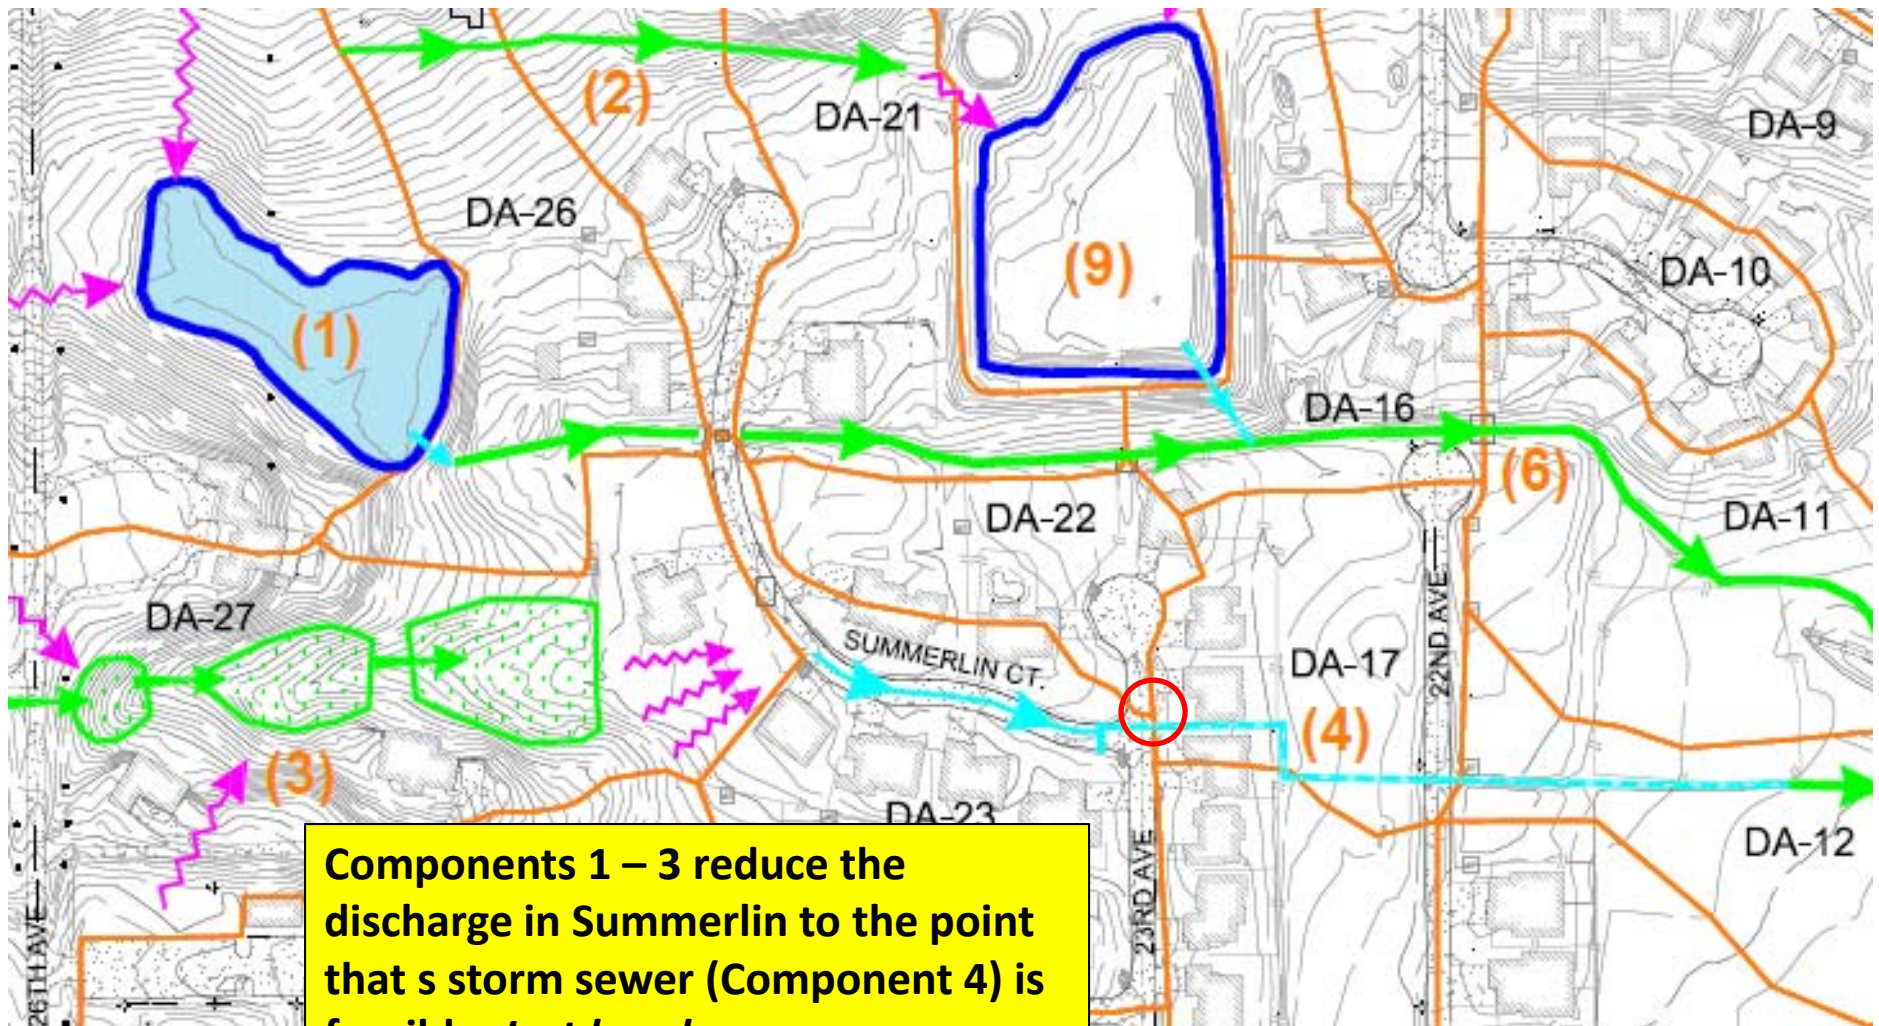 (2)
DA-21
DA-9
DA-26
(9)
DA-10
(1)
DA-16
(6)
DA-22
DA-11
DA-27
SUMMERLIN CT.
DA-17
22ND AVE
(4)
(3)
DA-23
DA-12
23RD AVE
26TH AVE
Components 1 – 3 reduce the
discharge in Summerlin to the point
that s storm sewer (Component 4) is